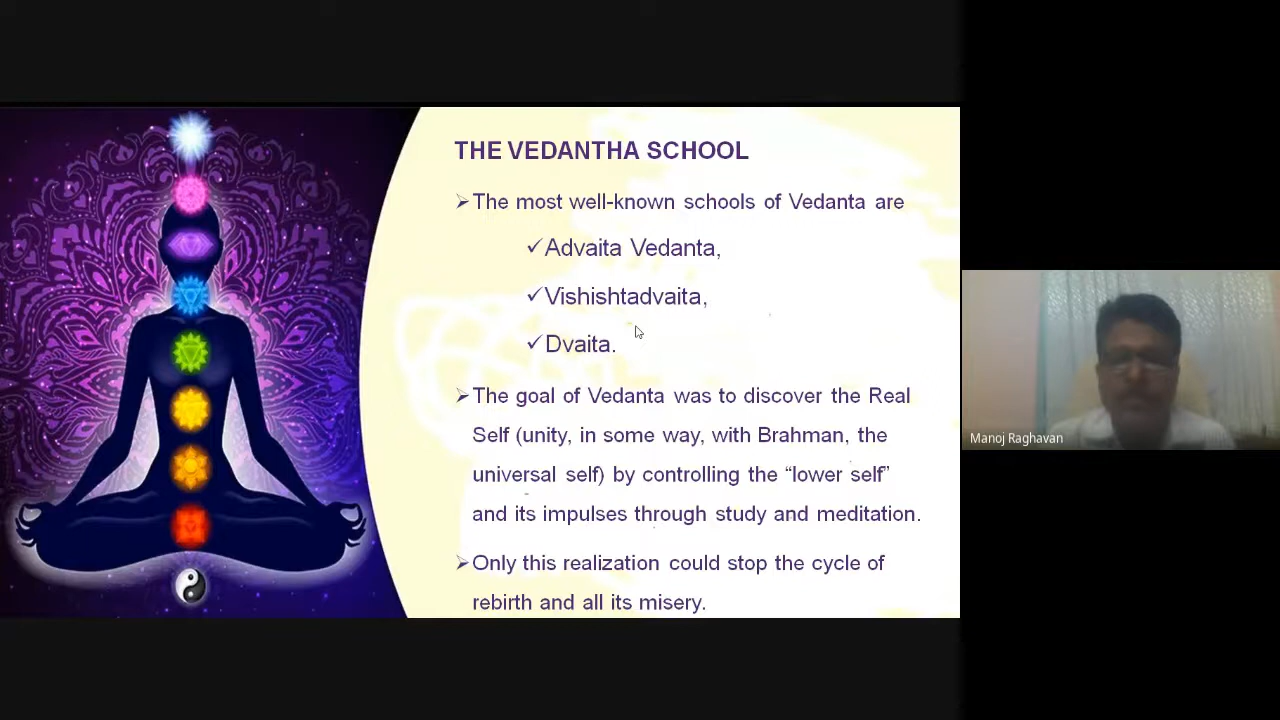 THE VEDANTHA SCHOOL
➢The most well-known schools of Vedanta are
✓Advaita Vedanta,
✓Vishishtadvaita,
✓Dvaita.
➢The goal of Vedanta was to discover the Real
Self (unity, in some way, with Brahman, the
universal self) by controlling the “lower self”
and its impulses through study and meditation.
➢Only this realization could stop the cycle of
rebirth and all its misery.
Manoj Raghavan